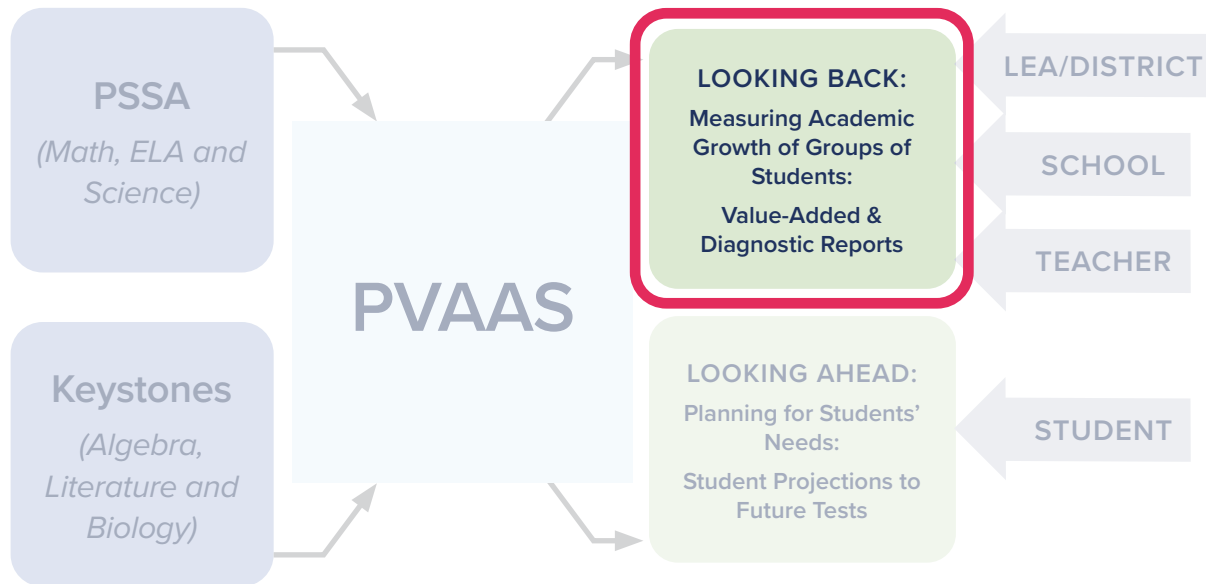 PSSA
(Math, ELA and
Science)
Keystones
(Algebra,
Literature and
Biology)
PVAAS
LOOKING BACK:
Measuring Academic
Growth of Groups of
Students:
Value-Added &
Diagnostic Reports
LOOKING AHEAD:
Planning for Students’
Needs:
Student Projections to
Future Tests
LEA/DISTRICT
SCHOOL
TEACHER
STUDENT